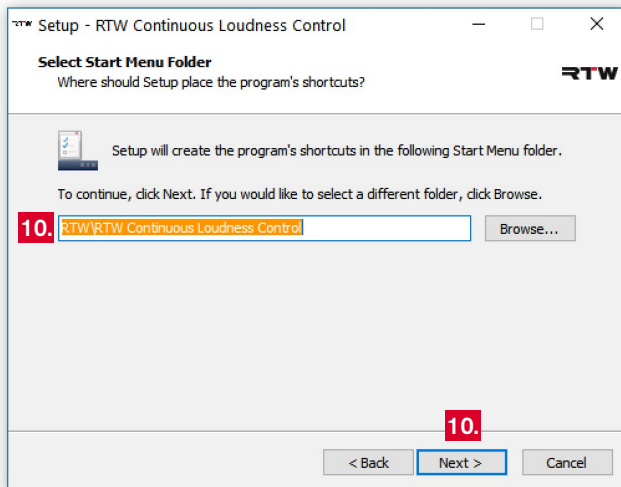 RTW Setup - RTW Continuous Loudness Control
Select Start Menu Folder
Where should Setup place the program's shortcuts?
RTW
Setup will create the program's shortcuts in the following Start Menu folder.
To continue, click Next. If you would like to select a different folder, click Browse.
10. RTW\RTW Continuous Loudness Control Browse...
10.
< Back Next > Cancel